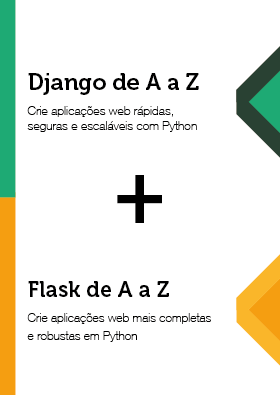 Django de A a Z
Crie aplicações web rápidas,
seguras e escaláveis com Python
+
Flask de A a Z
Crie aplicações web mais completas
e robustas em Python